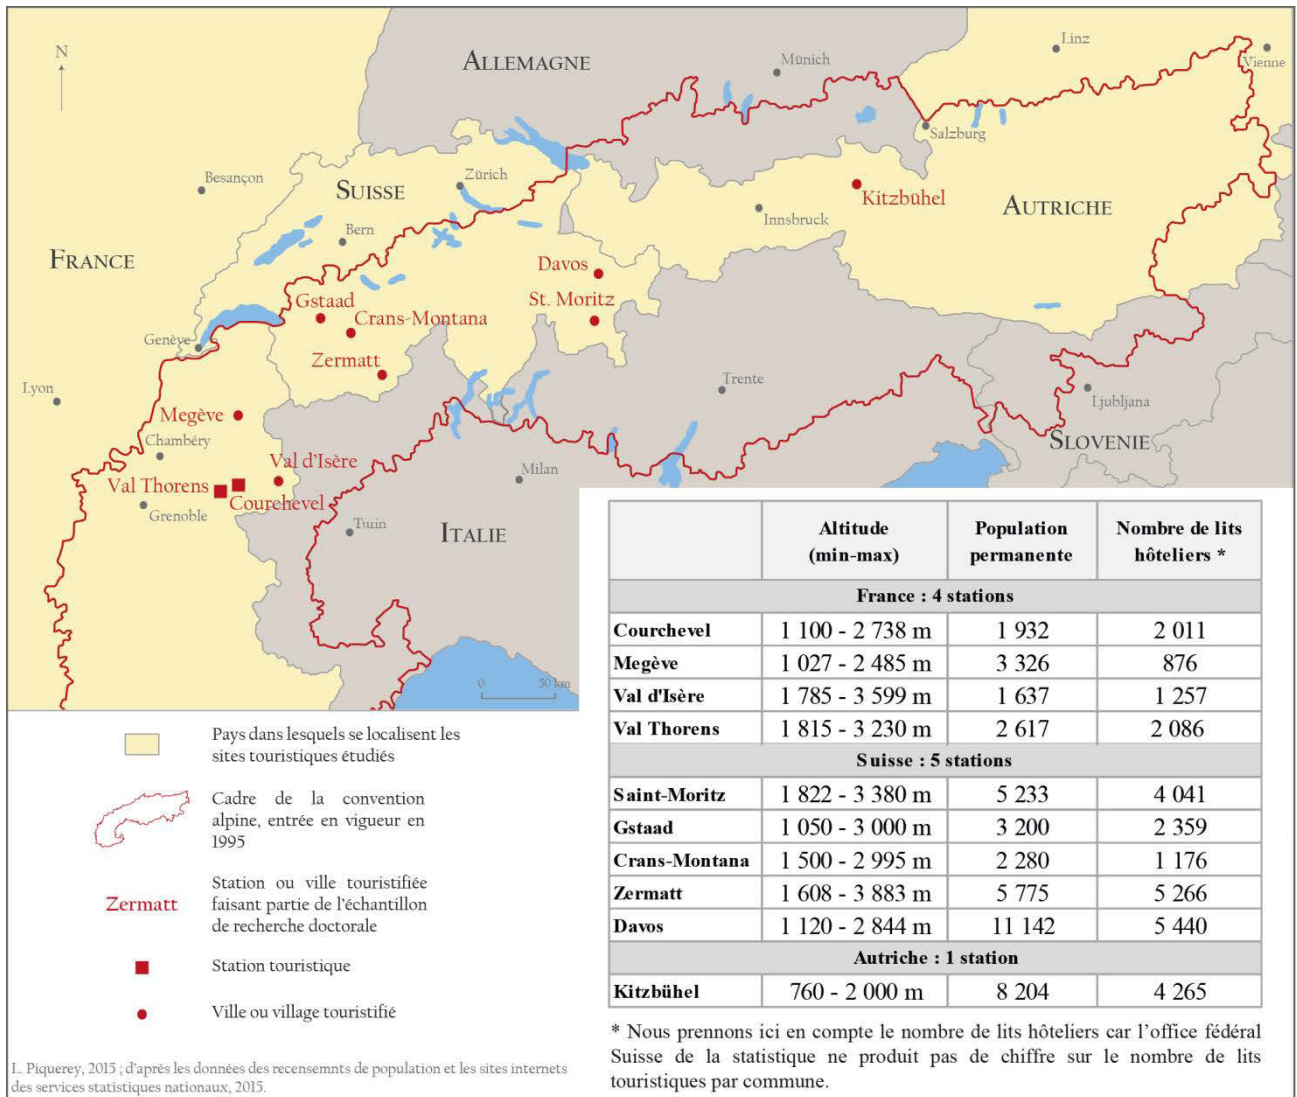 N
ALLEMAGNE
Münich
Linz
Vienne
Salzburg
Besançon
SUISSE
Zürich
Kitzbühel
Innsbruck
AUTRICHE
Bern
FRANCE
Davos
Gstaad
St. Moritz
Crans-Montana
Genève
Zermatt
Lyon
Trente
Ljubljana
Megève
SLOVENIE
Chambéry
Val d'Isère
Milan
Val Thorens
Courchevel
Grenoble
Turin
ITALIE
0 50 km
Altitude (min-max) Population permanente Nombre de lits hôteliers *
France : 4 stations
Courchevel 1 100 - 2 738 m 1 932 2 011
Megève 1 027 - 2 485 m 3 326 876
Val d'Isère 1 785 - 3 599 m 1 637 1 257
Val Thorens 1 815 - 3 230 m 2 617 2 086
Suisse : 5 stations
Saint-Moritz 1 822 - 3 380 m 5 233 4 041
Gstaad 1 050 - 3 000 m 3 200 2 359
Crans-Montana 1 500 - 2 995 m 2 280 1 176
Zermatt 1 608 - 3 883 m 5 775 5 266
Davos 1 120 - 2 844 m 11 142 5 440
Autriche : 1 station
Kitzbühel 760 - 2 000 m 8 204 4 265
* Nous prennons ici en compte le nombre de lits hôteliers car l'office fédéral
Suisse de la statistique ne produit pas de chiffre sur le nombre de lits
touristiques par commune.
Pays dans lesquels se localisent les
sites touristiques étudiés
Cadre de la convention
alpine, entrée en vigueur en
1995
Zermatt
Station ou ville touristifiée
faisant partie de l'échantillon
de recherche doctorale
Station touristique
Ville ou village touristifié
L. Piquerey, 2015 ; d'après les données des recensemnts de population et les sites internets
des services statistiques nationaux, 2015.